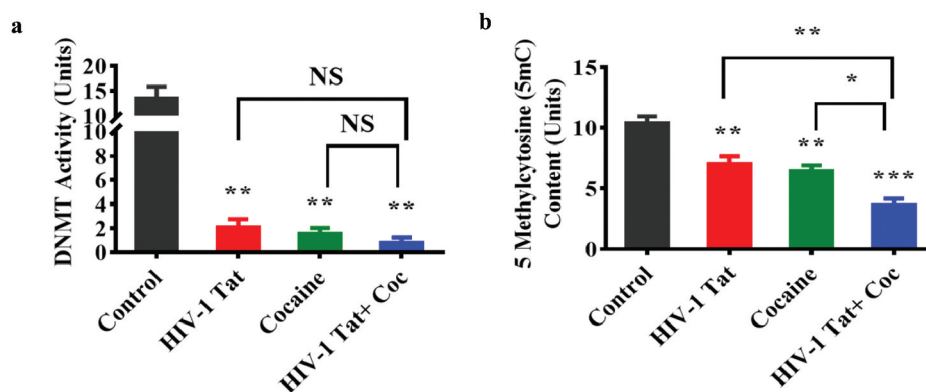 a
DNMT Activity (Units)
20
15
10
10
8
6
4
2
0
NS
NS
**
**
**
Control
HIV-1 Tat
Cocaine
HIV-1 Tat+ Coc
b
5 Methylcytosine (5mC)
Content (Units)
15
10
5
0
**
*
**
**
***
Control
HIV-1 Tat
Cocaine
HIV-1 Tat+ Coc